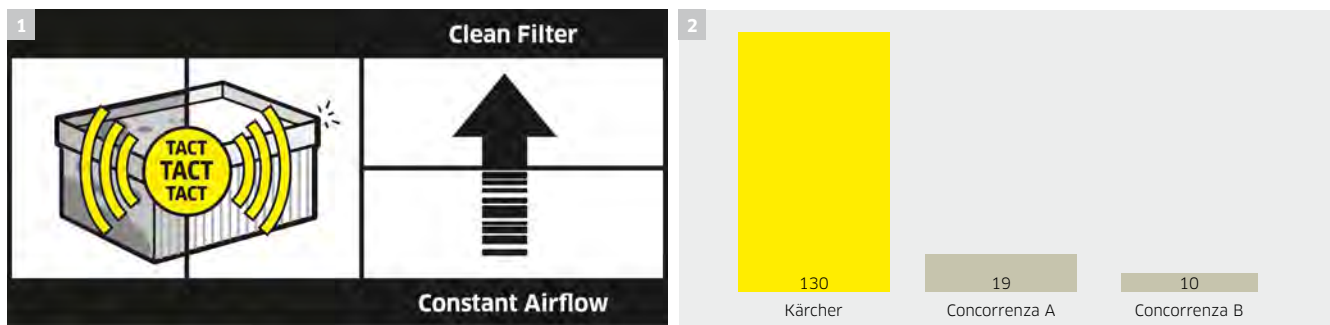 1
Clean Filter
TACT
TACT
TACT
Constant Airflow
2
130
19
10
Kärcher
Concorrenza A
Concorrenza B